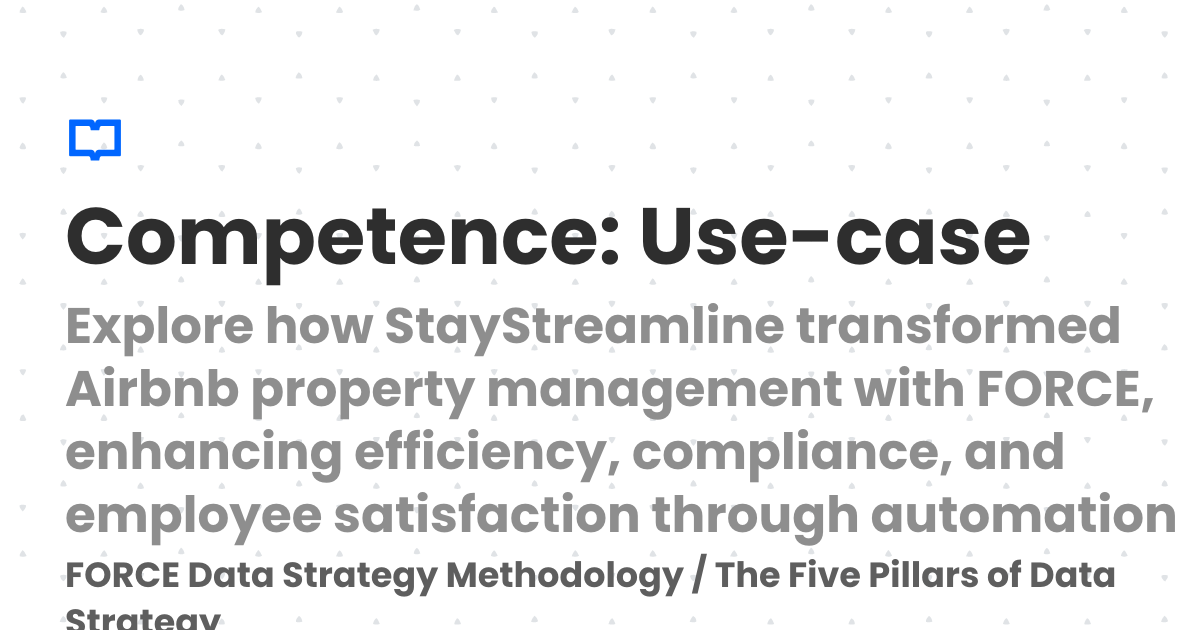 Competence: Use-case
Explore how StayStreamline transformed
Airbnb property management with FORCE,
enhancing efficiency, compliance, and
employee satisfaction through automation
FORCE Data Strategy Methodology / The Five Pillars of Data
Strategy